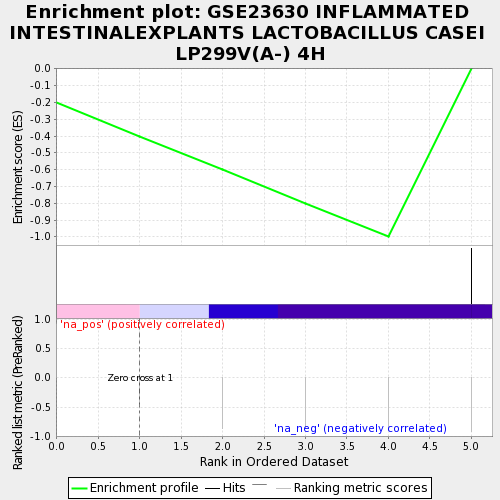 Enrichment plot: GSE23630 INFLAMMATED
INTESTINALEXPLANTS LACTOBACILLUS CASEI
LP299V(A-) 4H
Enrichment score (ES)
0.0
-0.1
-0.2
-0.3
-0.4
-0.5
-0.6
-0.7
-0.8
-0.9
-1.0
Ranked list metric (PreRanked)
1.0
0.5
0.0
-0.5
-1.0
'na_pos' (positively correlated)
Zero cross at 1
'na_neg' (negatively correlated)
0.0 0.5 1.0 1.5 2.0 2.5 3.0 3.5 4.0 4.5 5.0
Rank in Ordered Dataset
Enrichment profile Hits Ranking metric scores